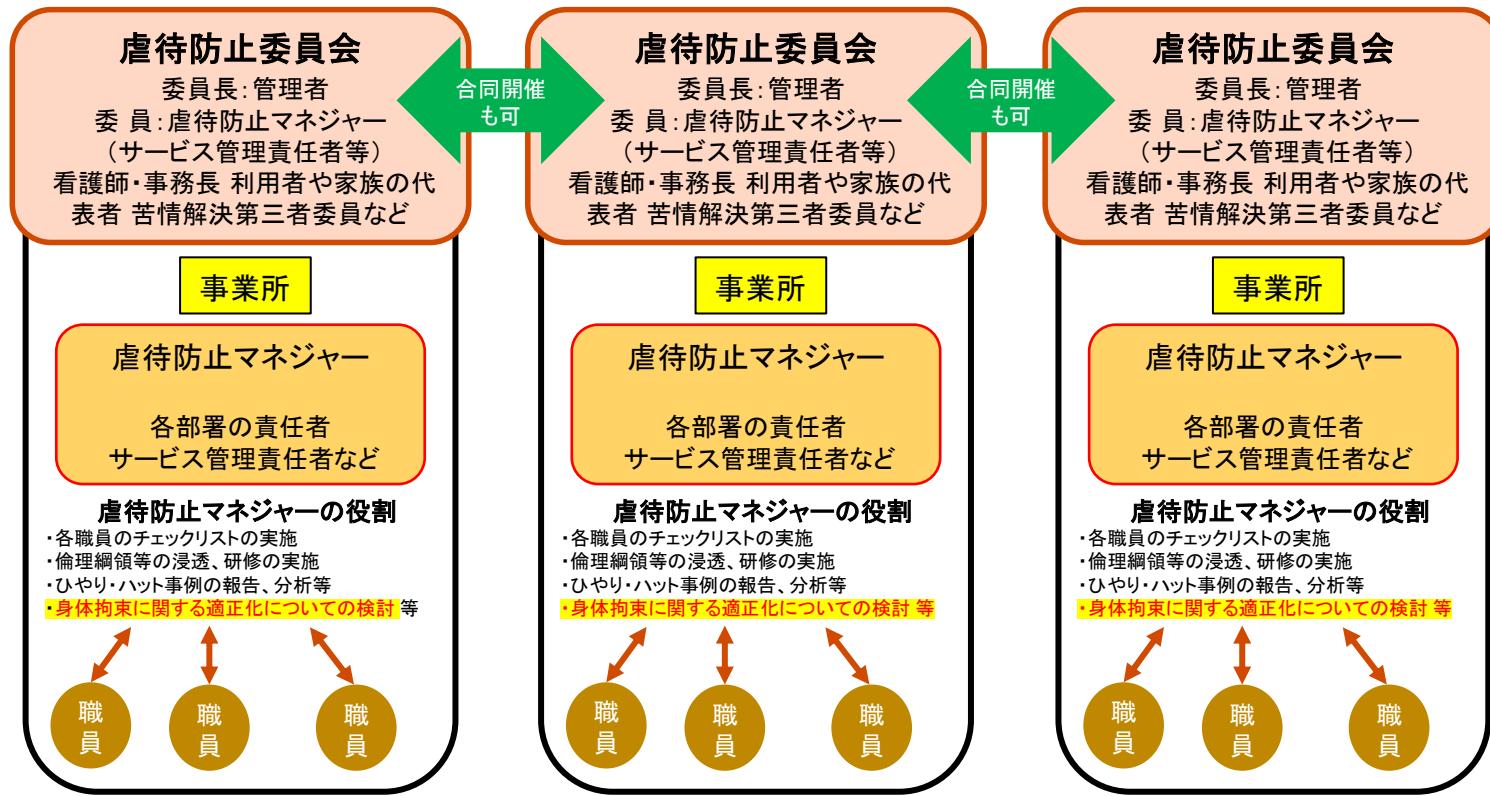 虐待防止委員会
委員長：管理者
委 員：虐待防止マネジャー
（サービス管理責任者等）
看護師・事務長 利用者や家族の代
表者 苦情解決第三者委員など
合同開催
も可
虐待防止委員会
委員長：管理者
委 員：虐待防止マネジャー
（サービス管理責任者等）
看護師・事務長 利用者や家族の代
表者 苦情解決第三者委員など
合同開催
も可
虐待防止委員会
委員長：管理者
委 員：虐待防止マネジャー
（サービス管理責任者等）
看護師・事務長 利用者や家族の代
表者 苦情解決第三者委員など
事業所
虐待防止マネジャー
各部署の責任者
サービス管理責任者など
虐待防止マネジャーの役割
・各職員のチェックリストの実施
・倫理綱領等の浸透、研修の実施
・ひやり・ハット事例の報告、分析等
・身体拘束に関する適正化についての検討 等
職
員
職
員
職
員
事業所
虐待防止マネジャー
各部署の責任者
サービス管理責任者など
虐待防止マネジャーの役割
・各職員のチェックリストの実施
・倫理綱領等の浸透、研修の実施
・ひやり・ハット事例の報告、分析等
・身体拘束に関する適正化についての検討 等
職
員
職
員
職
員
事業所
虐待防止マネジャー
各部署の責任者
サービス管理責任者など
虐待防止マネジャーの役割
・各職員のチェックリストの実施
・倫理綱領等の浸透、研修の実施
・ひやり・ハット事例の報告、分析等
・身体拘束に関する適正化についての検討 等
職
員
職
員
職
員